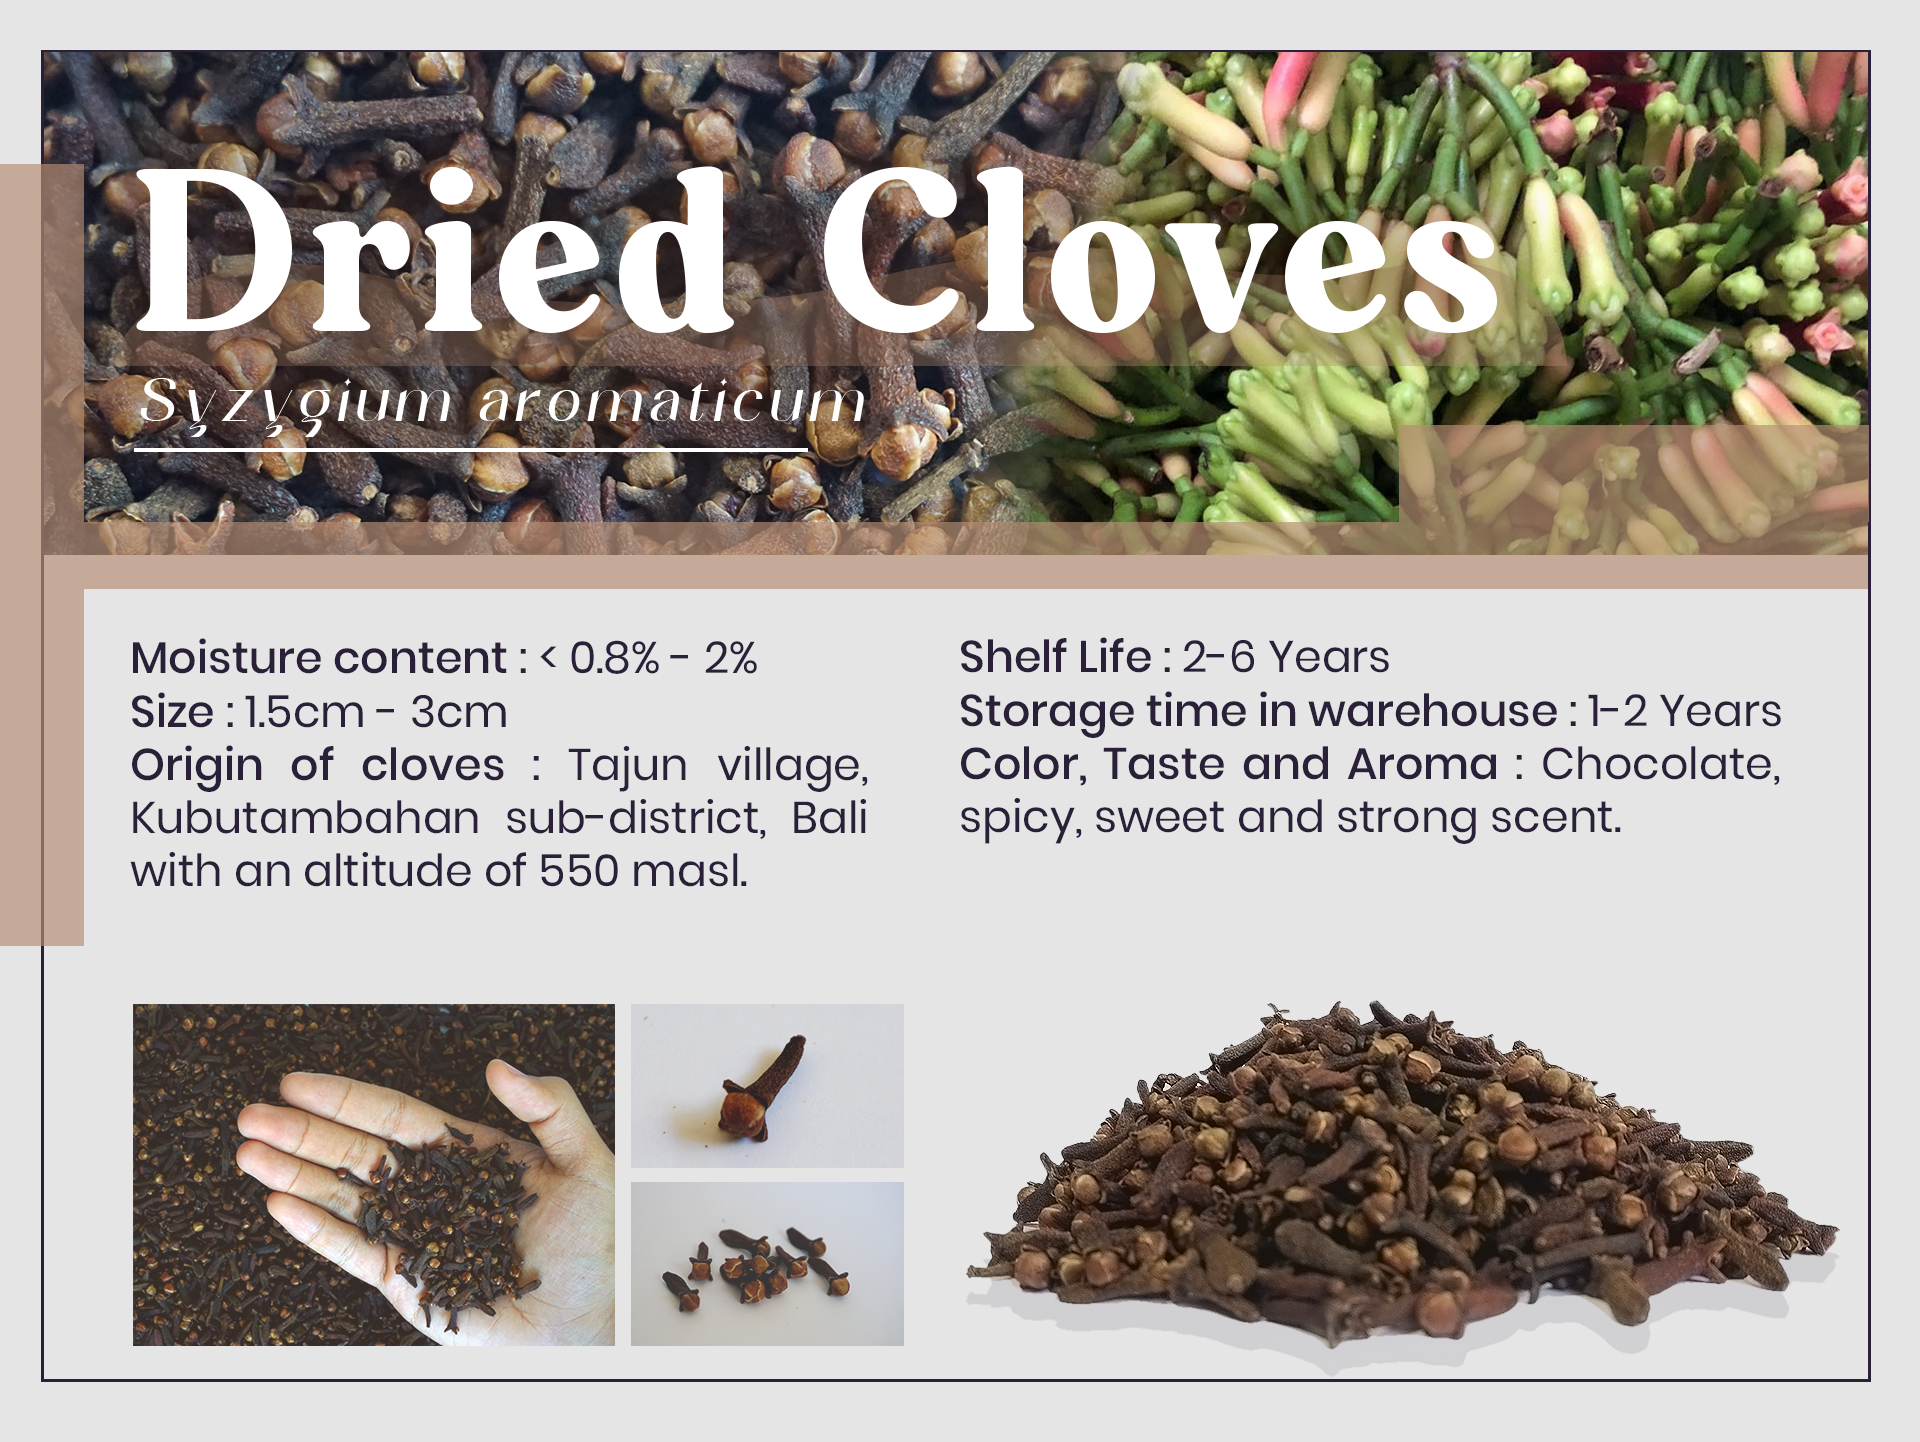 Dried Cloves
Syzygium aromaticum
Moisture content : < 0.8% - 2%
Size : 1.5cm - 3cm
Origin of cloves : Tajun village,
Kubutambahan sub-district, Bali
with an altitude of 550 masl.
Shelf Life : 2-6 Years
Storage time in warehouse : 1-2 Years
Color, Taste and Aroma : Chocolate,
spicy, sweet and strong scent.